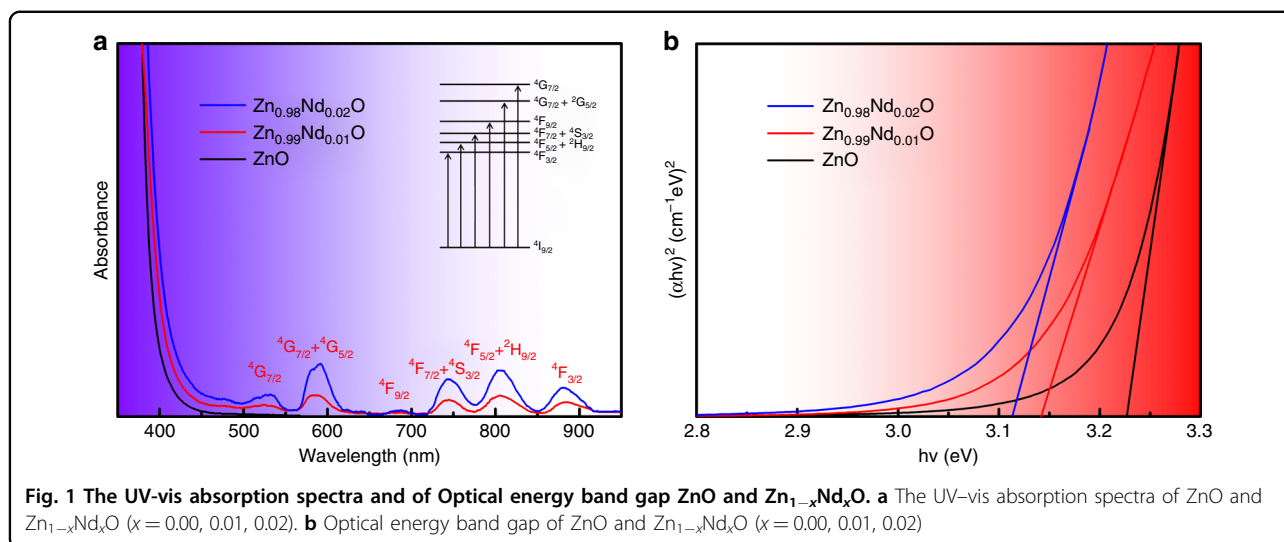 a
Absorbance
Zn0.98Nd0.02O
Zn0.99Nd0.01O
ZnO
4G7/2
4G7/2 + 2G5/2
4F9/2
4F7/2 + 4S3/2
4F5/2 + 2H9/2
4F3/2
4I9/2
4G7/2
4G7/2+4G5/2
4F9/2
4F7/2+4S3/2
4F5/2+2H9/2
4F3/2
400 500 600 700 800 900
Wavelength (nm)
b
(αhv)2 (cm−1eV)2
Zn0.98Nd0.02O
Zn0.99Nd0.01O
ZnO
2.8 2.9 3.0 3.1 3.2 3.3
hv (eV)
Fig. 1 The UV-vis absorption spectra and of Optical energy band gap ZnO and Zn1−xNdxO. a The UV–vis absorption spectra of ZnO and
Zn1−xNdxO (x = 0.00, 0.01, 0.02). b Optical energy band gap of ZnO and Zn1−xNdxO (x = 0.00, 0.01, 0.02)